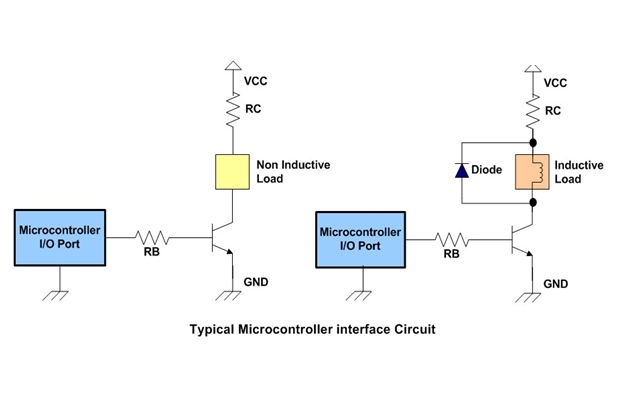 VCC
RC
Non Inductive
Load
Microcontroller
I/O Port
RB
GND
VCC
RC
Diode
Inductive
Load
Microcontroller
I/O Port
RB
GND
Typical Microcontroller interface Circuit